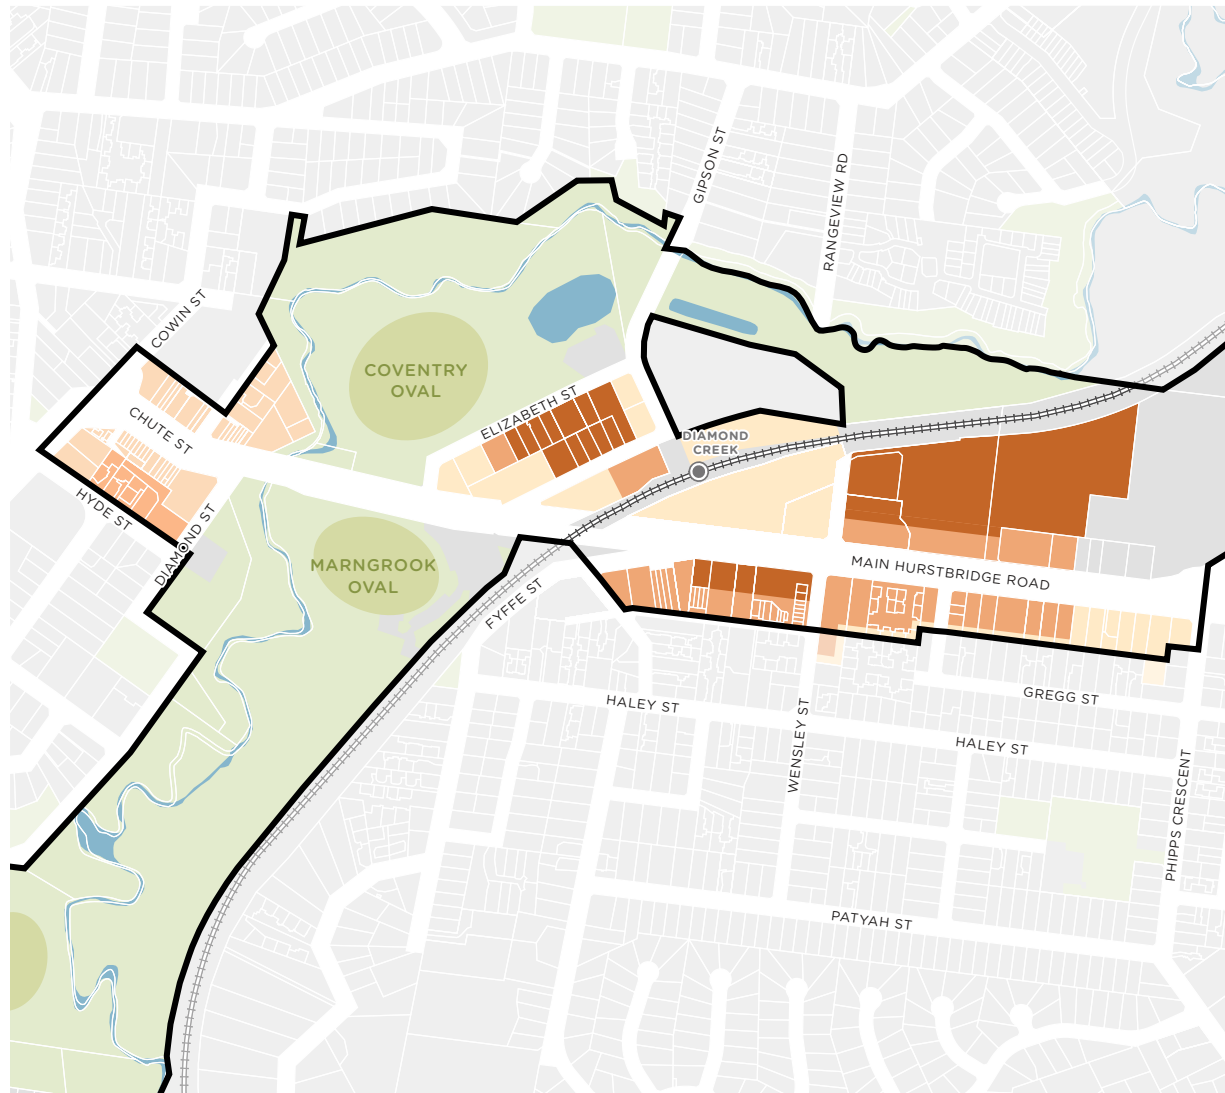 GIPSON ST
RANGEVIEW RD
COWIN ST
COVENTRY
OVAL
ELIZABETH ST
CHUTE ST
DIAMOND
CREEK
HYDE ST
DIAMOND ST
MARNGROOK
OVAL
MAIN HURSTBRIDGE ROAD
FYFFE ST
HALEY ST
GREGG ST
WENSLEY ST
HALEY ST
PHIPPS CRESCENT
PATYAH ST